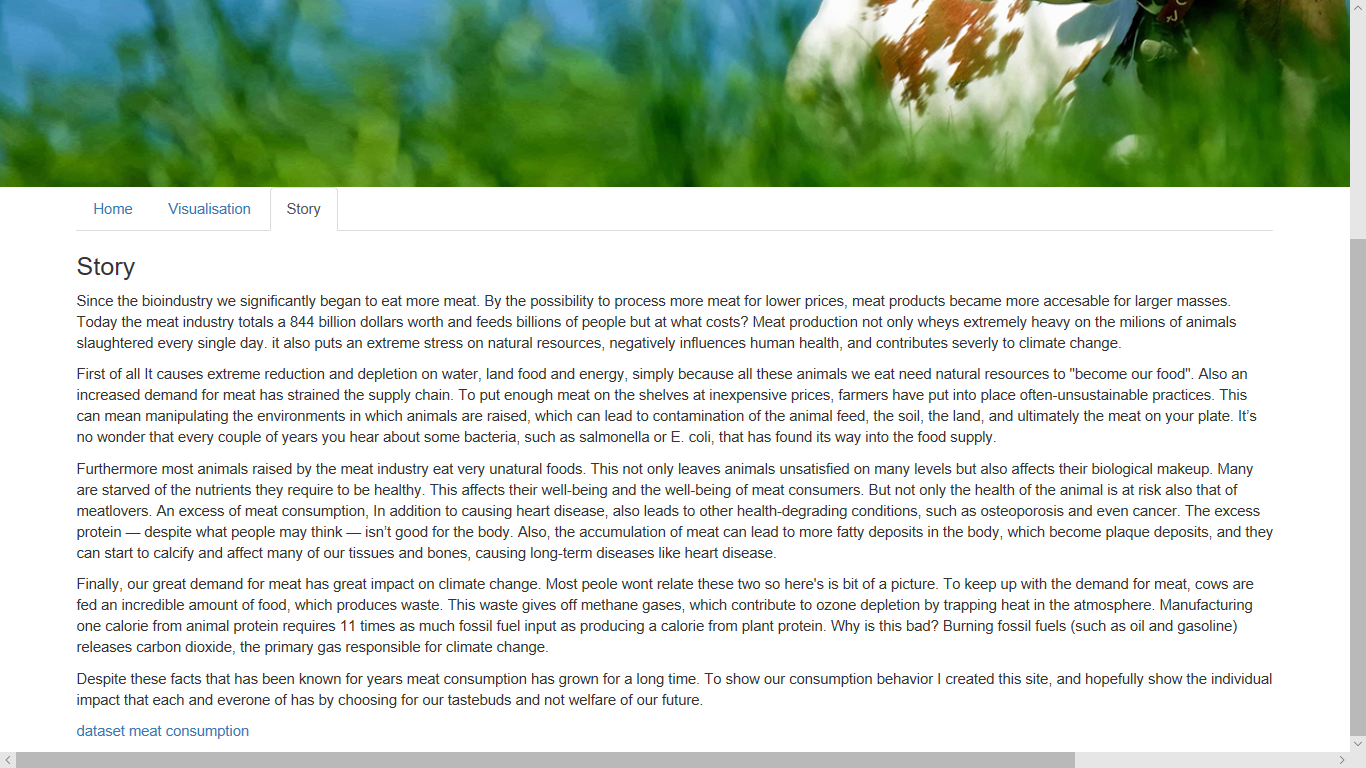 Home Visualisation Story
Story
Since the bioindustry we significantly began to eat more meat. By the possibility to process more meat for lower prices, meat products became more accesable for larger masses.
Today the meat industry totals a 844 billion dollars worth and feeds billions of people but at what costs? Meat production not only wheys extremely heavy on the milions of animals
slaughtered every single day. it also puts an extreme stress on natural resources, negatively influences human health, and contributes severly to climate change.
First of all It causes extreme reduction and depletion on water, land food and energy, simply because all these animals we eat need natural resources to "become our food". Also an
increased demand for meat has strained the supply chain. To put enough meat on the shelves at inexpensive prices, farmers have put into place often-unsustainable practices. This
can mean manipulating the environments in which animals are raised, which can lead to contamination of the animal feed, the soil, the land, and ultimately the meat on your plate. It’s
no wonder that every couple of years you hear about some bacteria, such as salmonella or E. coli, that has found its way into the food supply.
Furthermore most animals raised by the meat industry eat very unatural foods. This not only leaves animals unsatisfied on many levels but also affects their biological makeup. Many
are starved of the nutrients they require to be healthy. This affects their well-being and the well-being of meat consumers. But not only the health of the animal is at risk also that of
meatlovers. An excess of meat consumption, In addition to causing heart disease, also leads to other health-degrading conditions, such as osteoporosis and even cancer. The excess
protein — despite what people may think — isn’t good for the body. Also, the accumulation of meat can lead to more fatty deposits in the body, which become plaque deposits, and they
can start to calcify and affect many of our tissues and bones, causing long-term diseases like heart disease.
Finally, our great demand for meat has great impact on climate change. Most peole wont relate these two so here's is bit of a picture. To keep up with the demand for meat, cows are
fed an incredible amount of food, which produces waste. This waste gives off methane gases, which contribute to ozone depletion by trapping heat in the atmosphere. Manufacturing
one calorie from animal protein requires 11 times as much fossil fuel input as producing a calorie from plant protein. Why is this bad? Burning fossil fuels (such as oil and gasoline)
releases carbon dioxide, the primary gas responsible for climate change.
Despite these facts that has been known for years meat consumption has grown for a long time. To show our consumption behavior I created this site, and hopefully show the individual
impact that each and everone of has by choosing for our tastebuds and not welfare of our future.
dataset meat consumption